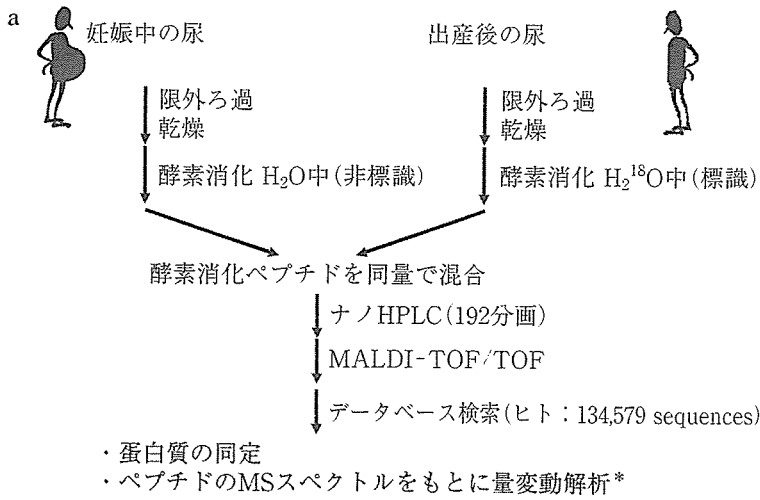 a
妊娠中の尿
出産後の尿
限外ろ過
乾燥
限外ろ過
乾燥
酵素消化 H₂O中(非標識)
酵素消化 H₂¹⁸O中(標識)
酵素消化ペプチドを同量で混合
ナノHPLC(192分画)
MALDI-TOF/TOF
データベース検索(ヒト：134,579 sequences)
・蛋白質の同定
・ペプチドのMSスペクトルをもとに量変動解析*